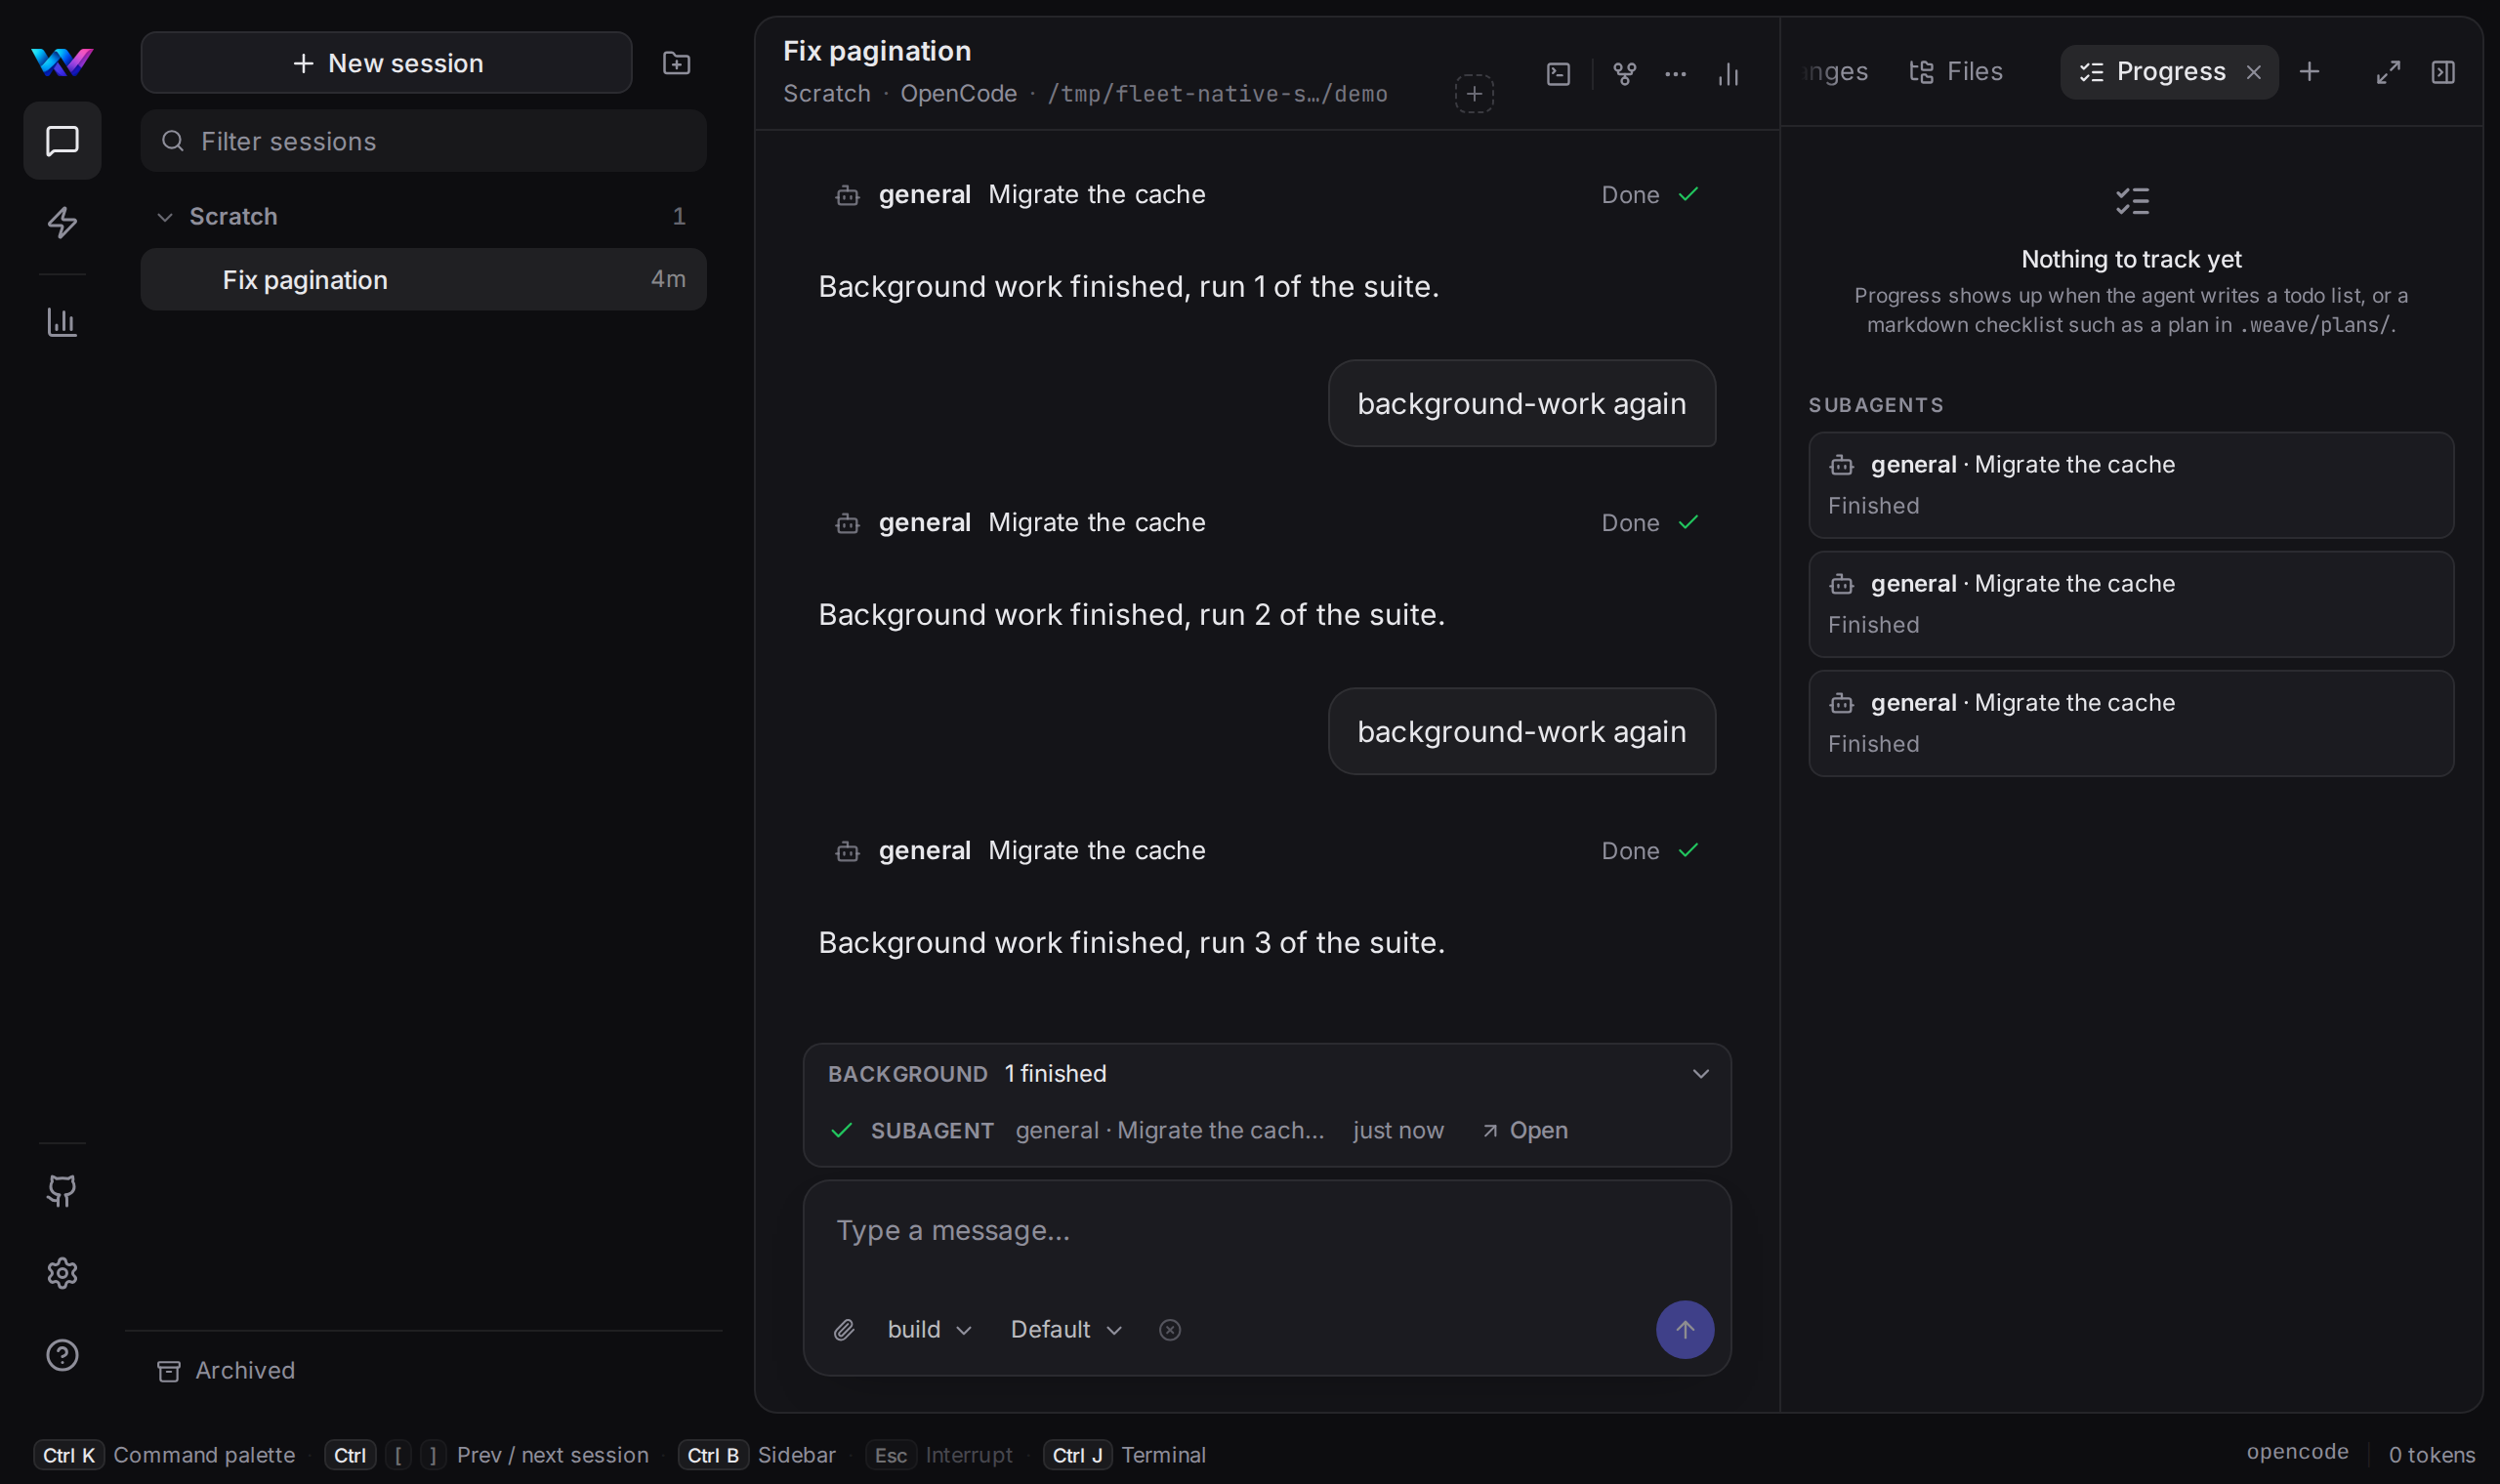 New session
Filter sessions
Scratch 1
Fix pagination 4m
Archived
Fix pagination
Scratch · OpenCode · /tmp/fleet-native-s…/demo
general Migrate the cache Done
Background work finished, run 1 of the suite.
background-work again
general Migrate the cache Done
Background work finished, run 2 of the suite.
background-work again
general Migrate the cache Done
Background work finished, run 3 of the suite.
BACKGROUND 1 finished
SUBAGENT general · Migrate the cach... just now Open
Type a message...
build Default
anges Files Progress
Nothing to track yet
Progress shows up when the agent writes a todo list, or a
markdown checklist such as a plan in .weave/plans/.
SUBAGENTS
general · Migrate the cache
Finished
general · Migrate the cache
Finished
general · Migrate the cache
Finished
Ctrl K Command palette · Ctrl [ ] Prev / next session · Ctrl B Sidebar · Esc Interrupt · Ctrl J Terminal
opencode 0 tokens